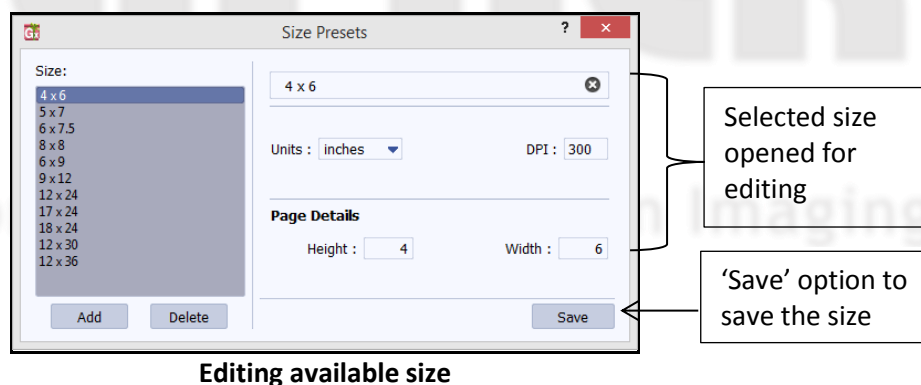 Gx
Size Presets
?
×
Size:
4 x 6
5 x 7
6 x 7.5
8 x 8
6 x 9
9 x 12
12 x 24
17 x 24
18 x 24
12 x 30
12 x 36
Add Delete
4 x 6
Units : inches DPI : 300
Page Details
Height : 4 Width : 6
Save
Selected size
opened for
editing
‘Save’ option to
save the size
n Imaging
Editing available size